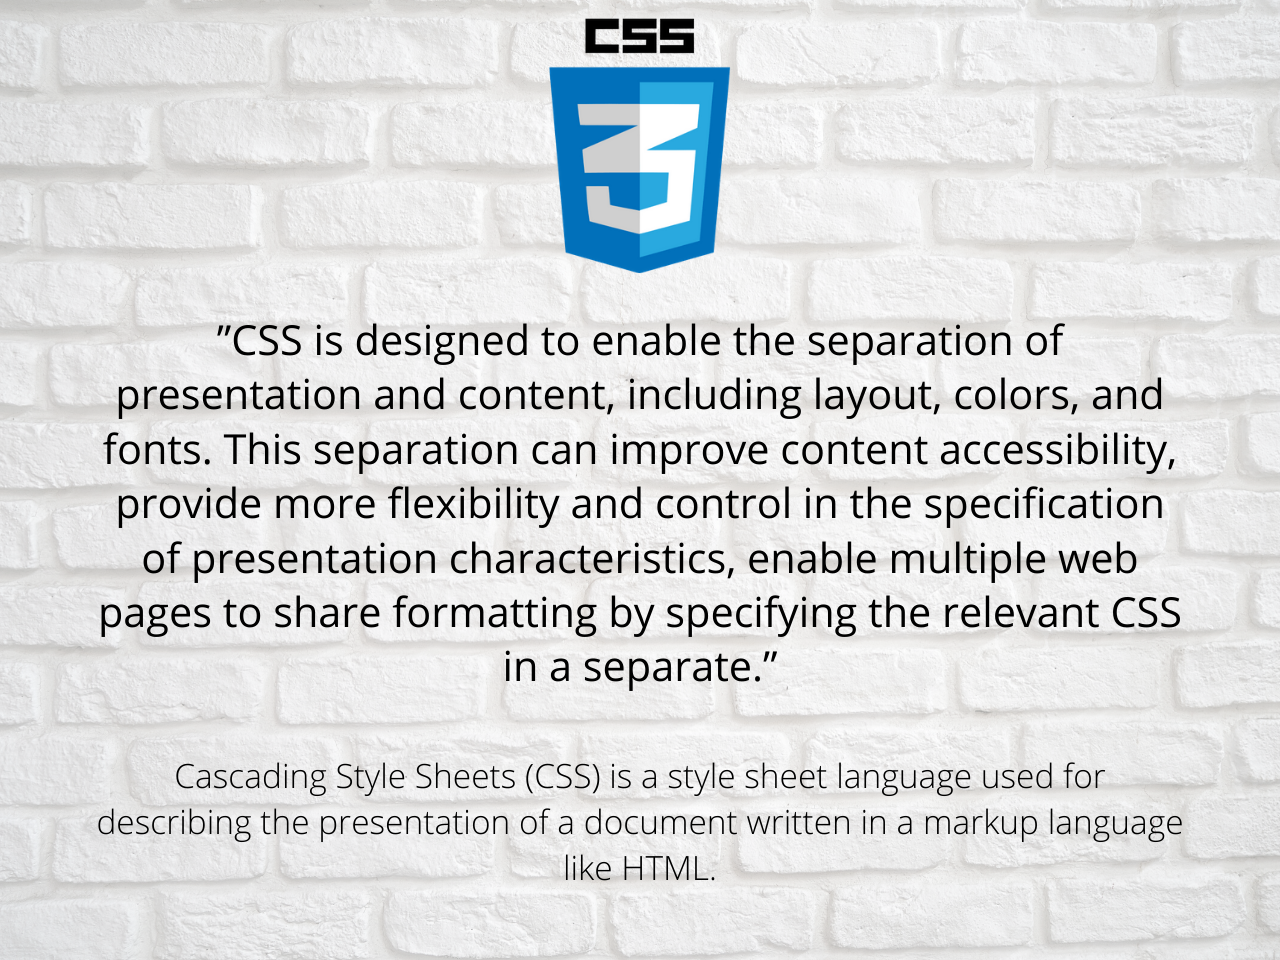 CSS
3
”CSS is designed to enable the separation of
presentation and content, including layout, colors, and
fonts. This separation can improve content accessibility,
provide more flexibility and control in the specification
of presentation characteristics, enable multiple web
pages to share formatting by specifying the relevant CSS
in a separate.”
Cascading Style Sheets (CSS) is a style sheet language used for
describing the presentation of a document written in a markup language
like HTML.